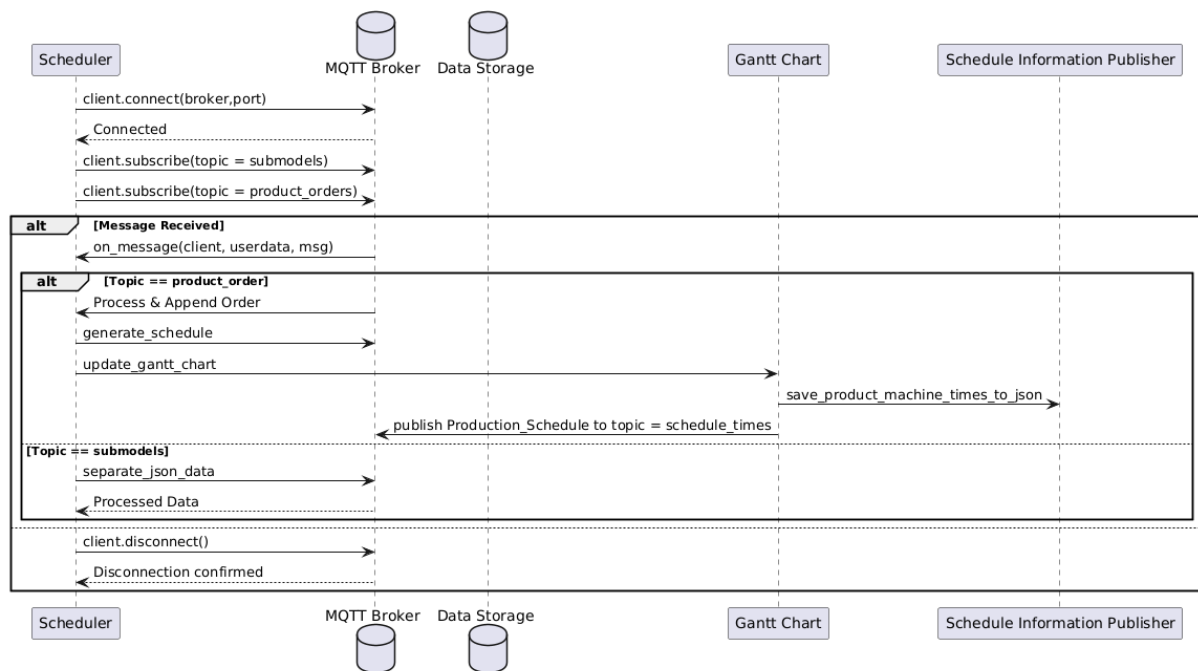 Scheduler
MQTT Broker
Data Storage
Gantt Chart
Schedule Information Publisher
client.connect(broker,port)
Connected
client.subscribe(topic = submodels)
client.subscribe(topic = product_orders)
alt [Message Received]
on_message(client, userdata, msg)
alt [Topic == product_order]
Process & Append Order
generate_schedule
update_gantt_chart
save_product_machine_times_to_json
publish Production_Schedule to topic = schedule_times
[Topic == submodels]
separate_json_data
Processed Data
client.disconnect()
Disconnection confirmed
Scheduler
MQTT Broker
Data Storage
Gantt Chart
Schedule Information Publisher